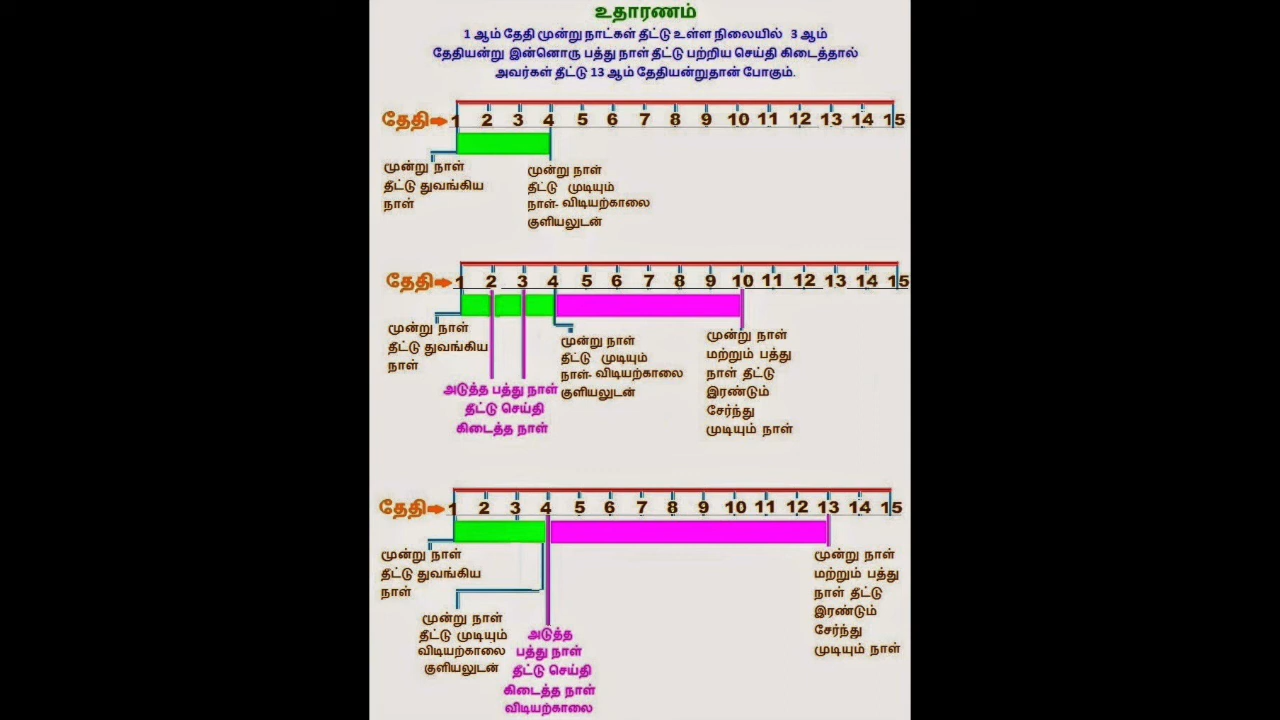 உதாரணம்
1 ஆம் தேதி மூன்று நாட்கள் தீட்டு உள்ள நிலையில் 3 ஆம்
தேதியன்று இன்னொரு பத்து நாள் தீட்டு பற்றிய செய்தி கிடைத்தால்
அவர்கள் தீட்டு 13 ஆம் தேதியன்றுதான் போகும்.
தேதி 1 2 3 4 5 6 7 8 9 10 11 12 13 14 15
மூன்று நாள்
தீட்டு துவங்கிய
நாள்
மூன்று நாள்
தீட்டு முடியும்
நாள்- விடியற்காலை
குளியலுடன்
தேதி 1 2 3 4 5 6 7 8 9 10 11 12 13 14 15
மூன்று நாள்
தீட்டு துவங்கிய
நாள்
அடுத்த பத்து நாள்
தீட்டு செய்தி
கிடைத்த நாள்
மூன்று நாள்
தீட்டு முடியும்
நாள்- விடியற்காலை
குளியலுடன்
மூன்று நாள்
மற்றும் பத்து
நாள் தீட்டு
இரண்டும்
சேர்ந்து
முடியும் நாள்
தேதி 1 2 3 4 5 6 7 8 9 10 11 12 13 14 15
மூன்று நாள்
தீட்டு துவங்கிய
நாள்
மூன்று நாள்
தீட்டு முடியும்
விடியற்காலை
குளியலுடன்
அடுத்த
பத்து நாள்
தீட்டு செய்தி
கிடைத்த நாள்
விடியற்காலை
மூன்று நாள்
மற்றும் பத்து
நாள் தீட்டு
இரண்டும்
சேர்ந்து
முடியும் நாள்